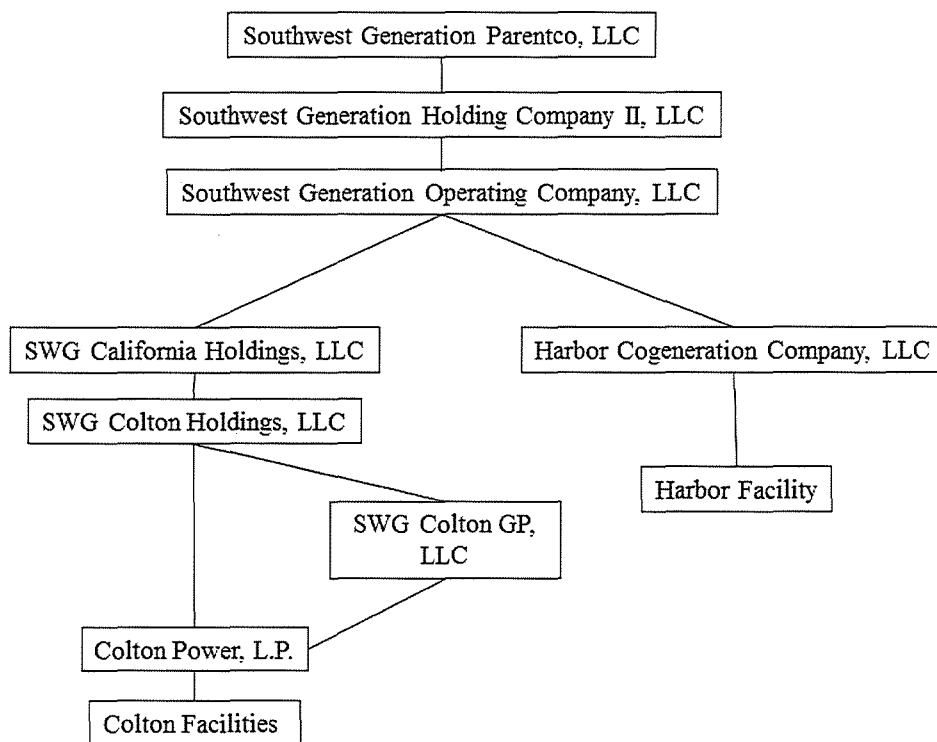 Southwest Generation Parentco, LLC
Southwest Generation Holding Company II, LLC
Southwest Generation Operating Company, LLC
SWG California Holdings, LLC
Harbor Cogeneration Company, LLC
SWG Colton Holdings, LLC
Harbor Facility
SWG Colton GP,
LLC
Colton Power, L.P.
Colton Facilities